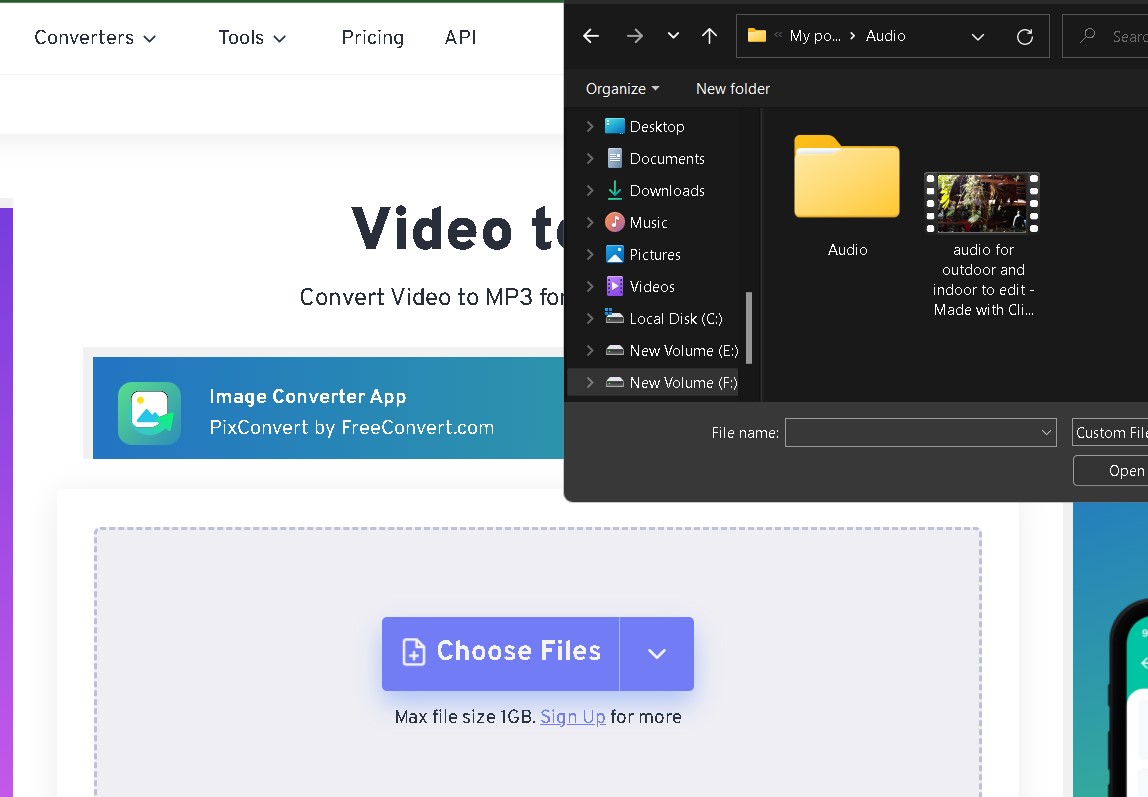 Converters
Tools
Pricing
API
Video to
Convert Video to MP3 for
Image Converter App
PixConvert by FreeConvert.com
Choose Files
Max file size 1GB. Sign Up for more
« My po... › Audio
Organize
New folder
Desktop
Documents
Downloads
Music
Pictures
Videos
Local Disk (C:)
New Volume (E:)
New Volume (F:)
Audio
audio for
outdoor and
indoor to edit -
Made with Cli...
File name:
Custom File
Open